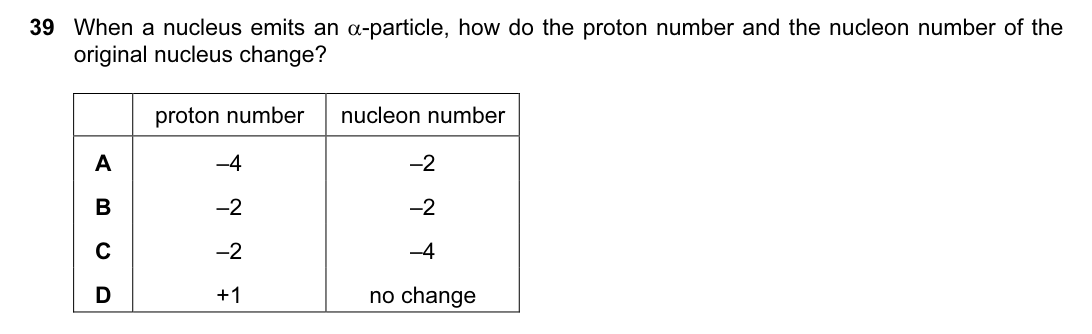 39 When a nucleus emits an α-particle, how do the proton number and the nucleon number of the
original nucleus change?
proton number nucleon number
A –4 –2
B –2 –2
C –2 –4
D +1 no change